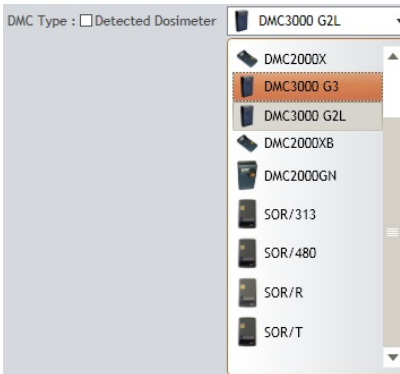 DMC Type : Detected Dosimeter DMC3000 G2L
DMC2000X
DMC3000 G3
DMC3000 G2L
DMC2000XB
DMC2000GN
SOR/313
SOR/480
SOR/R
SOR/T